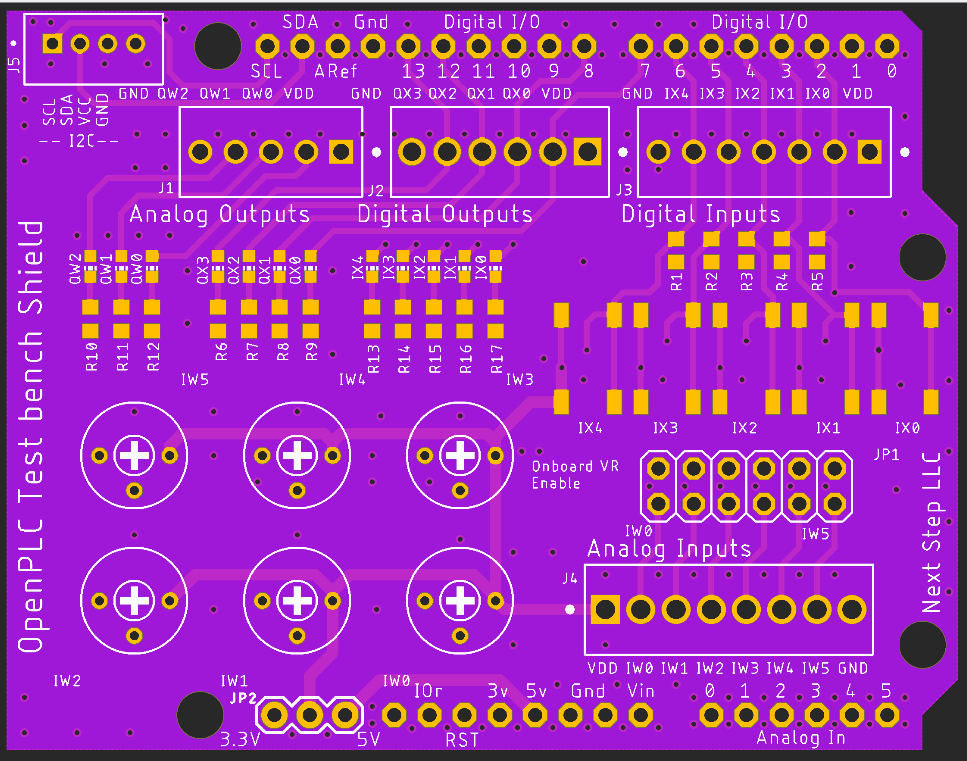 SDA Gnd Digital I/O Digital I/O
J5
SCL ARef 13 12 11 10 9 8 7 6 5 4 3 2 1 0
GND QW2 QW1 QW0 VDD GND QX3 QX2 QX1 QX0 VDD GND IX4 IX3 IX2 IX1 IX0 VDD
SCL
SDA
VCC
GND
-- I2C--
J1 J2 J3
Analog Outputs Digital Outputs Digital Inputs
QW2 QW1 QW0 QX3 QX2 QX1 QX0 IX4 IX3 IX2 IX1 IX0
R1 R2 R3 R4 R5
R10 R11 R12 R6 R7 R8 R9 R13 R14 R15 R16 R17
OpenPLC Test bench Shield
IW5 IW4 IW3
IX4 IX3 IX2 IX1 IX0
JP1
Onboard VR
Enable
IW0 IW5
Analog Inputs
J4
Next Step LLC
VDD IW0 IW1 IW2 IW3 IW4 IW5 GND
IW2 IW1 IW0
JP2
IOr 3v 5v Gnd Vin 0 1 2 3 4 5
3.3V 5V RST Analog In